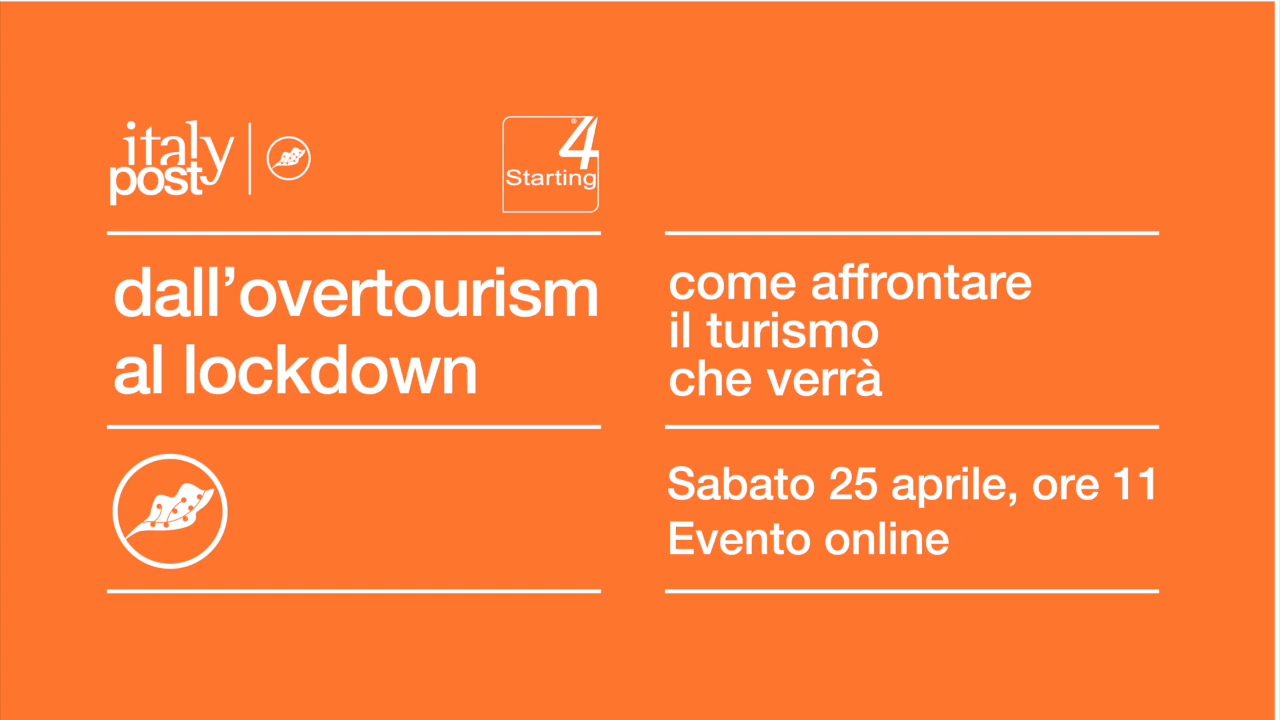 italy
post
4
Starting
dall’overtourism
al lockdown
come affrontare
il turismo
che verrà
Sabato 25 aprile, ore 11
Evento online